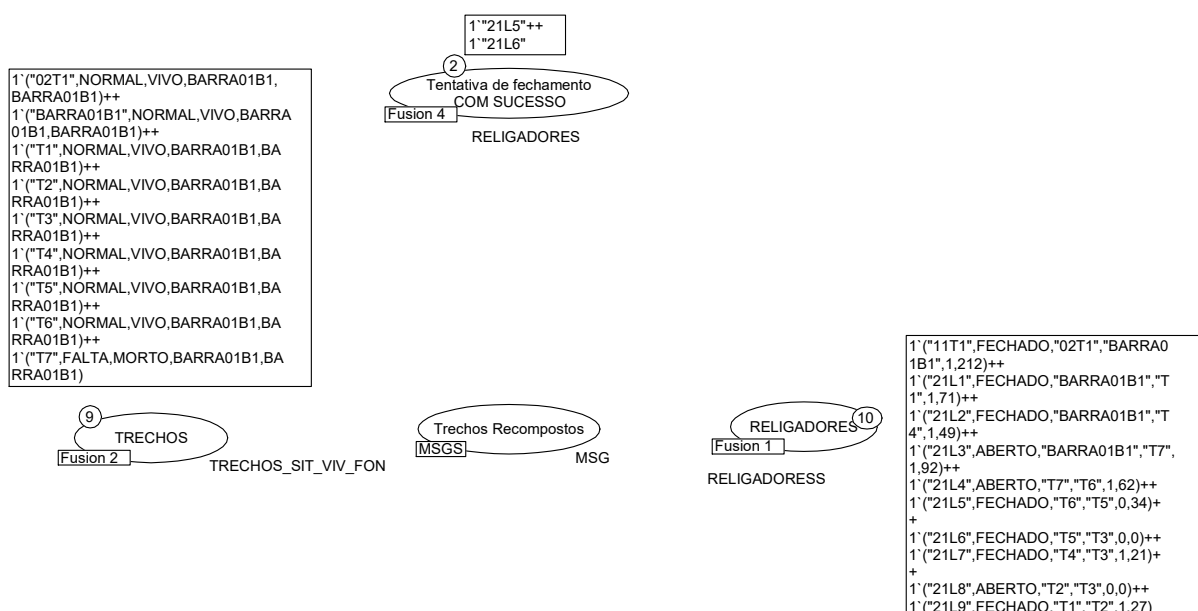 1`"21L5"++
1`"21L6"
2
Tentativa de fechamento
COM SUCESSO
Fusion 4
RELIGADORES
1`("02T1",NORMAL,VIVO,BARRA01B1,
BARRA01B1)++
1`("BARRA01B1",NORMAL,VIVO,BARRA
01B1,BARRA01B1)++
1`("T1",NORMAL,VIVO,BARRA01B1,BA
RRA01B1)++
1`("T2",NORMAL,VIVO,BARRA01B1,BA
RRA01B1)++
1`("T3",NORMAL,VIVO,BARRA01B1,BA
RRA01B1)++
1`("T4",NORMAL,VIVO,BARRA01B1,BA
RRA01B1)++
1`("T5",NORMAL,VIVO,BARRA01B1,BA
RRA01B1)++
1`("T6",NORMAL,VIVO,BARRA01B1,BA
RRA01B1)++
1`("T7",FALTA,MORTO,BARRA01B1,BA
RRA01B1)
9
TRECHOS
Fusion 2
TRECHOS_SIT_VIV_FON
Trechos Recompostos
MSGS
MSG
10
RELIGADORES
Fusion 1
RELIGADORESS
1`("11T1",FECHADO,"02T1","BARRA0
1B1",1,212)++
1`("21L1",FECHADO,"BARRA01B1","T
1",1,71)++
1`("21L2",FECHADO,"BARRA01B1","T
4",1,49)++
1`("21L3",ABERTO,"BARRA01B1","T7",
1,92)++
1`("21L4",ABERTO,"T7","T6",1,62)++
1`("21L5",FECHADO,"T6","T5",0,34)+
+
1`("21L6",FECHADO,"T5","T3",0,0)++
1`("21L7",FECHADO,"T4","T3",1,21)+
+
1`("21L8",ABERTO,"T2","T3",0,0)++
1`("21L9",FECHADO,"T1","T2",1,27)